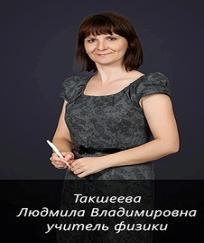 Такшеева
Людмила Владимировна
учитель физики